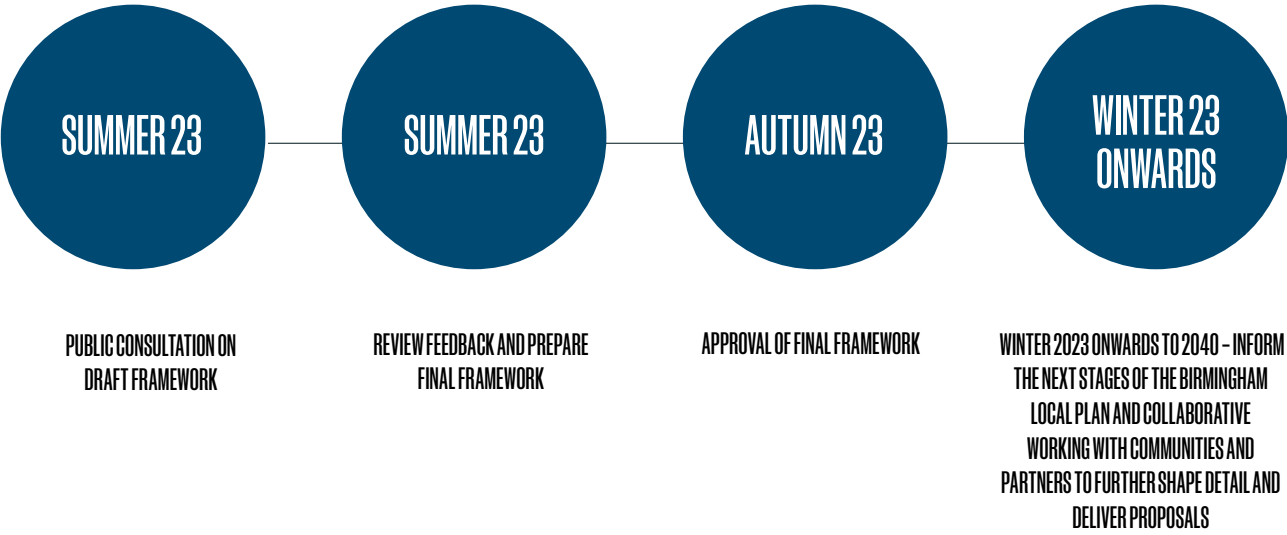 SUMMER 23
SUMMER 23
AUTUMN 23
WINTER 23
ONWARDS
PUBLIC CONSULTATION ON
DRAFT FRAMEWORK
REVIEW FEEDBACK AND PREPARE
FINAL FRAMEWORK
APPROVAL OF FINAL FRAMEWORK
WINTER 2023 ONWARDS TO 2040 – INFORM
THE NEXT STAGES OF THE BIRMINGHAM
LOCAL PLAN AND COLLABORATIVE
WORKING WITH COMMUNITIES AND
PARTNERS TO FURTHER SHAPE DETAIL AND
DELIVER PROPOSALS